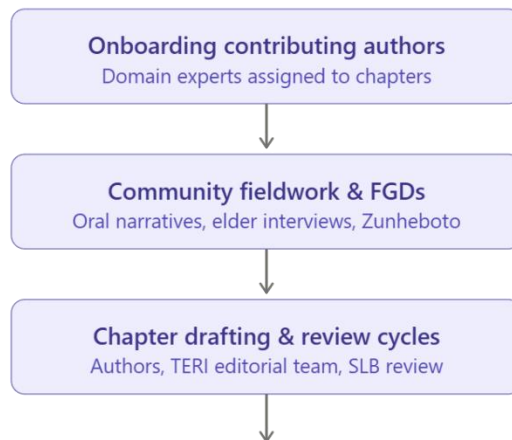 Onboarding contributing authors
Domain experts assigned to chapters
Community fieldwork & FGDs
Oral narratives, elder interviews, Zunheboto
Chapter drafting & review cycles
Authors, TERI editorial team, SLB review